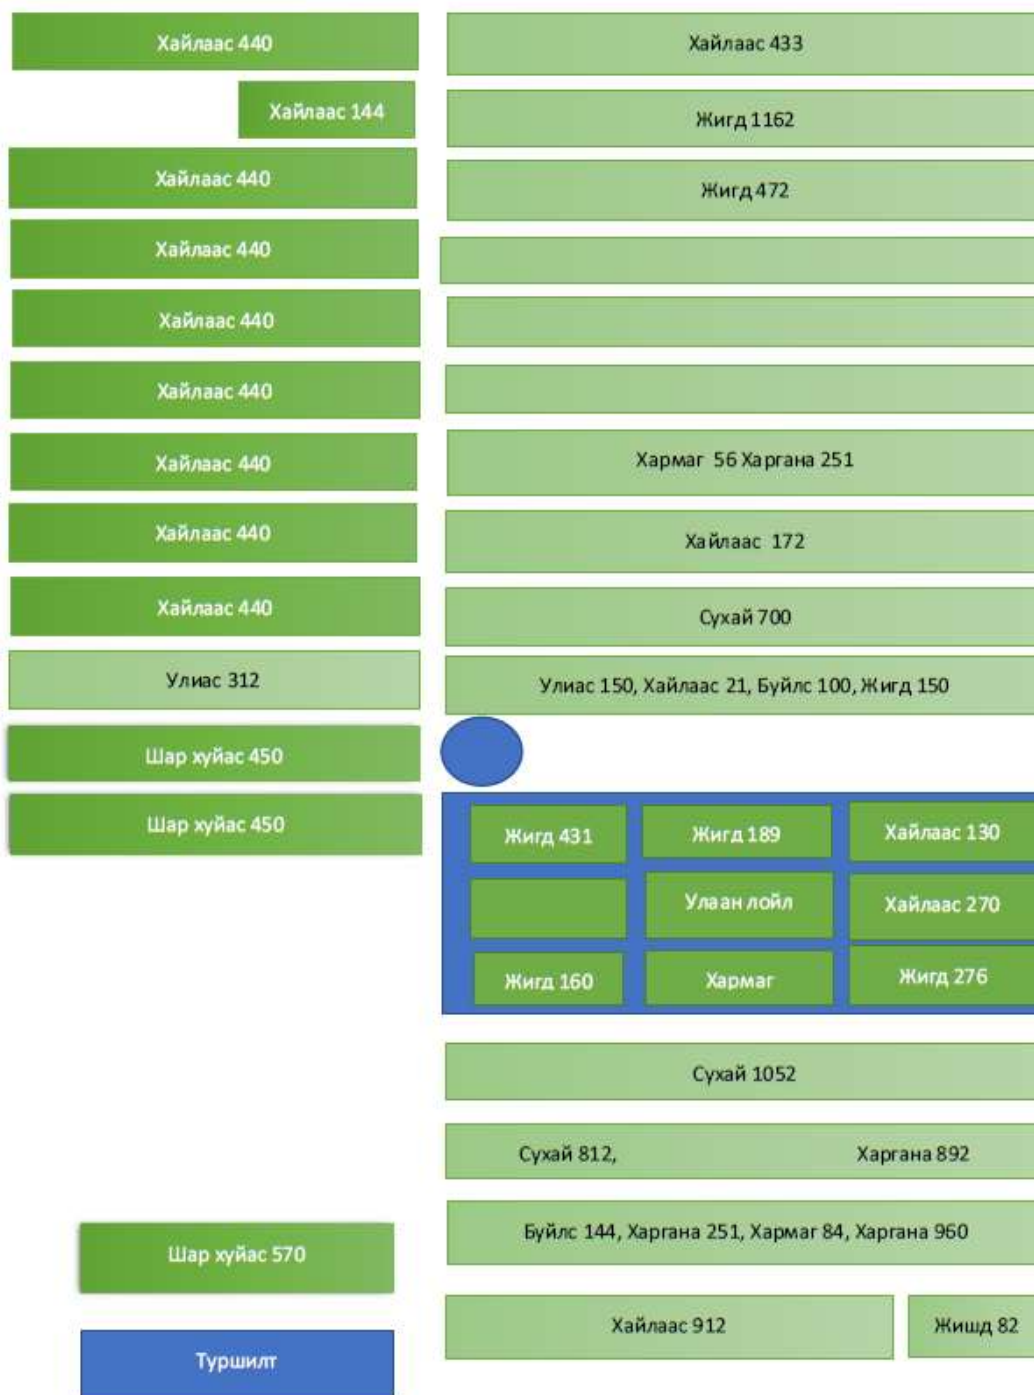 Хайлаас 440
Хайлаас 144
Хайлаас 440
Хайлаас 440
Хайлаас 440
Хайлаас 440
Хайлаас 440
Хайлаас 440
Хайлаас 440
Улиас 312
Шар хуйас 450
Шар хуйас 450
Шар хуйас 570
Туршилт
Хайлаас 433
Жигд 1162
Жигд 472
Хармаг 56 Харгана 251
Хайлаас 172
Сухай 700
Улиас 150, Хайлаас 21, Буйлс 100, Жигд 150
Жигд 431
Жигд 189
Хайлаас 130
Улаан лойл
Хайлаас 270
Жигд 160
Хармаг
Жигд 276
Сухай 1052
Сухай 812, Харгана 892
Буйлс 144, Харгана 251, Хармаг 84, Харгана 960
Хайлаас 912
Жишд 82